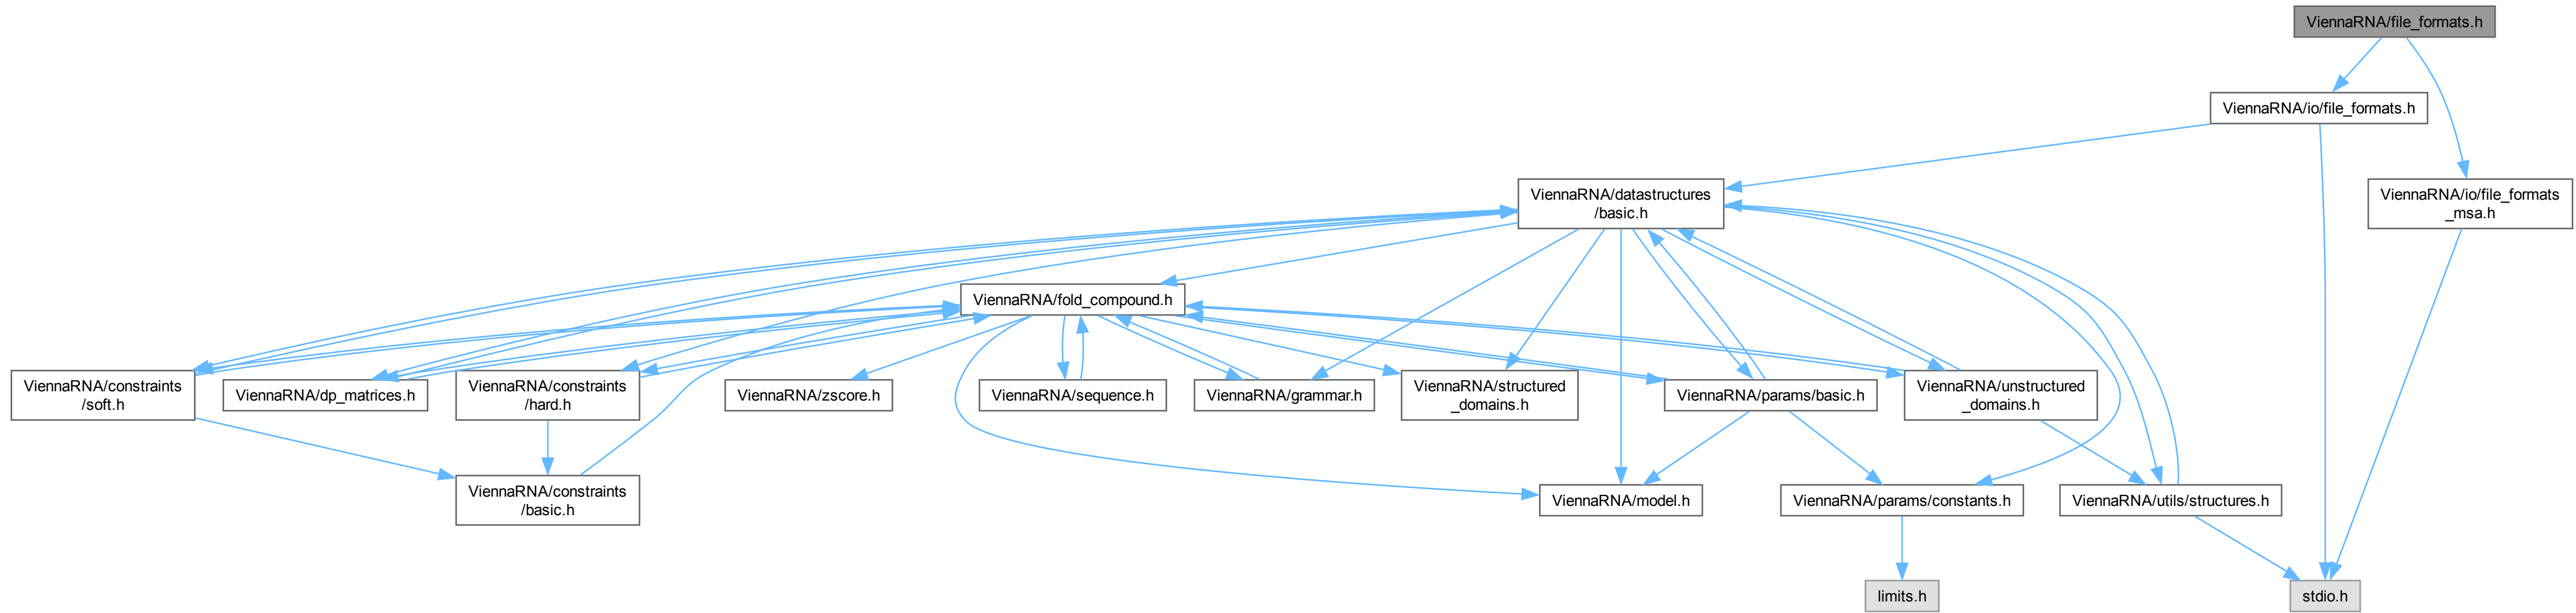 ViennaRNA/file_formats.h
ViennaRNA/io/file_formats.h
ViennaRNA/datastructures
/basic.h
ViennaRNA/io/file_formats
_msa.h
ViennaRNA/fold_compound.h
ViennaRNA/constraints
/soft.h
ViennaRNA/dp_matrices.h
ViennaRNA/constraints
/hard.h
ViennaRNA/zscore.h
ViennaRNA/sequence.h
ViennaRNA/grammar.h
ViennaRNA/structured
_domains.h
ViennaRNA/params/basic.h
ViennaRNA/unstructured
_domains.h
ViennaRNA/constraints
/basic.h
ViennaRNA/model.h
ViennaRNA/params/constants.h
ViennaRNA/utils/structures.h
limits.h
stdio.h